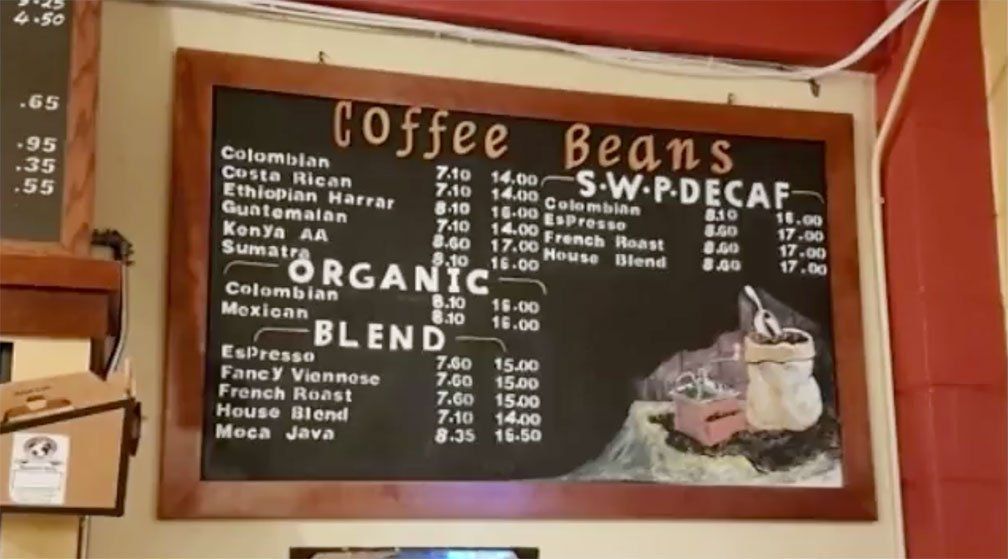 4.50
.65
.95
.35
.55
Coffee Beans
Colombian 7.10 14.00
Costa Rican 7.10 14.00
Ethiopian Harrar 8.10 16.00
Guatemalan 7.10 14.00
Kenya AA 8.60 17.00
Sumatra 8.10 16.00
ORGANIC
Colombian 8.10 16.00
Mexican 8.10 16.00
BLEND
Espresso 7.60 15.00
Fancy Viennese 7.60 15.00
French Roast 7.60 15.00
House Blend 7.10 14.00
Moca Java 8.35 16.50
S.W.P.DECAF
Colombian 8.10 16.00
Espresso 8.60 17.00
French Roast 8.60 17.00
House Blend 8.60 17.00